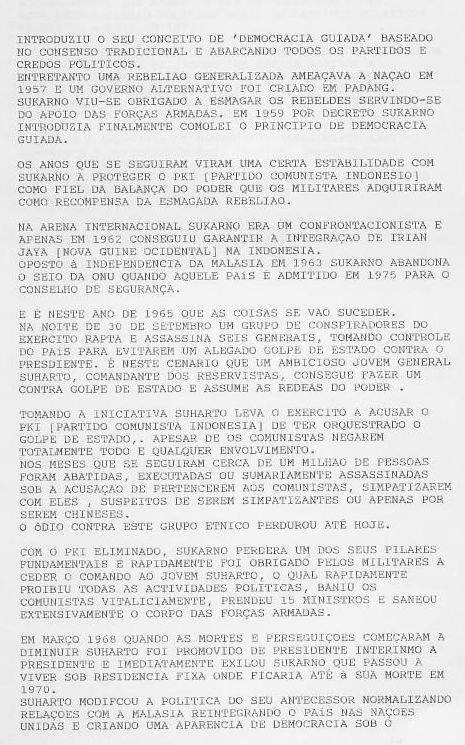 INTRODUZIU O SEU CONCEITO DE 'DEMOCRACIA GUIADA' BASEADO
NO CONSENSO TRADICIONAL E ABARCANDO TODOS OS PARTIDOS E
CREDOS POLITICOS.
ENTRETANTO UMA REBELIAO GENERALIZADA AMEAÇAVA A NAÇAO EM
1957 E UM GOVERNO ALTERNATIVO FOI CRIADO EM PADANG.
SUKARNO VIU-SE OBRIGADO A ESMAGAR OS REBELDES SERVINDO-SE
DO APOIO DAS FORÇAS ARMADAS. EM 1959 POR DECRETO SUKARNO
INTRODUZIA FINALMENTE COMOLEI O PRINCIPIO DE DEMOCRACIA
GUIADA.
OS ANOS QUE SE SEGUIRAM VIRAM UMA CERTA ESTABILIDADE COM
SUKARNO A PROTEGER O PKI [PARTIDO COMUNISTA INDONESIO]
COMO FIEL DA BALANÇA DO PODER QUE OS MILITARES ADQUIRIRAM
COMO RECOMPENSA DA ESMAGADA REBELIAO.
NA ARENA INTERNACIONAL SUKARNO ERA UM CONFRONTACIONISTA E
APENAS EM 1962 CONSEGUIU GARANTIR A INTEGRAÇAO DE IRIAN
JAYA [NOVA GUINE OCIDENTAL] NA INDONESIA.
OPOSTO à INDEPENDENCIA DA MALASIA EM 1963 SUKARNO ABANDONA
O SEIO DA ONU QUANDO AQUELE PAíS É ADMITIDO EM 1975 PARA O
CONSELHO DE SEGURANÇA.
E É NESTE ANO DE 1965 QUE AS COISAS SE VAO SUCEDER.
NA NOITE DE 30 DE SETEMBRO UM GRUPO DE CONSPIRADORES DO
EXERCITO RAPTA E ASSASSINA SEIS GENERAIS, TOMANDO CONTROLE
DO PAíS PARA EVITAREM UM ALEGADO GOLPE DE ESTADO CONTRA O
PRESDIENTE. É NESTE CENARIO QUE UM AMBICIOSO JOVEM GENERAL
SUHARTO, COMANDANTE DOS RESERVISTAS, CONSEGUE FAZER UM
CONTRA GOLPE DE ESTADO E ASSUME AS REDEAS DO PODER .
TOMANDO A INICIATIVA SUHARTO LEVA O EXERCITO A ACUSAR O
PKI [PARTIDO COMUNISTA INDONESIA] DE TER ORQUESTRADO O
GOLPE DE ESTADO,. APESAR DE OS COMUNISTAS NEGAREM
TOTALMENTE TODO E QUALQUER ENVOLVIMENTO.
NOS MESES QUE SE SEGUIRAM CERCA DE UM MILHAO DE PESSOAS
FORAM ABATIDAS, EXECUTADAS OU SUMARIAMENTE ASSASSINADAS
SOB A ACUSAÇAO DE PERTENCEREM AOS COMUNISTAS, SIMPATIZAREM
COM ELES , SUSPEITOS DE SEREM SIMPATIZANTES OU APENAS POR
SEREM CHINESES.
O óDIO CONTRA ESTE GRUPO ETNICO PERDUROU ATÉ HOJE.
COM O PKI ELIMINADO, SUKARNO PERDERA UM DOS SEUS PILARES
FUNDAMENTAIS E RAPIDAMENTE FOI OBRIGADO PELOS MILITARES A
CEDER O COMANDO AO JOVEM SUHARTO, O QUAL RAPIDAMENTE
PROIBIU TODAS AS ACTIVIDADES POLITICAS, BANIU OS
COMUNISTAS VITALICIAMENTE, PRENDEU 15 MINISTROS E SANEOU
EXTENSIVAMENTE O CORPO DAS FORÇAS ARMADAS.
EM MARÇO 1968 QUANDO AS MORTES E PERSEGUIÇOES COMEÇARAM A
DIMINUIR SUHARTO FOI PROMOVIDO DE PRESIDENTE INTERINMO A
PRESIDENTE E IMEDIATAMENTE EXILOU SUKARNO QUE PASSOU A
VIVER SOB RESIDENCIA FIXA ONDE FICARIA ATÉ à SUA MORTE EM
1970.
SUHARTO MODIFCOU A POLITICA DO SEU ANTECESSOR NORMALIZANDO
RELAÇOES COM A MALASIA REINTEGRANDO O PAíS NAS NAÇOES
UNIDAS E CRIANDO UMA APARENCIA DE DEMOCRACIA SOB O